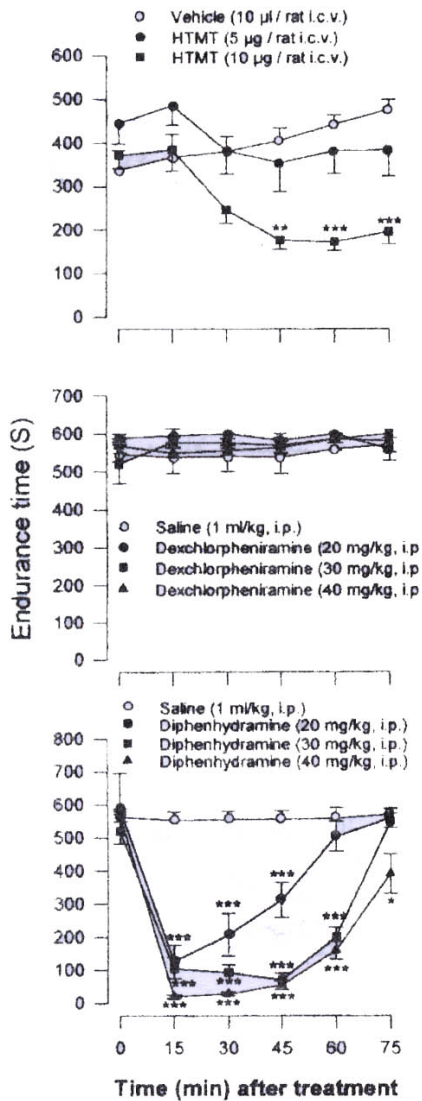 Vehicle (10 µl / rat i.c.v.)
HTMT (5 µg / rat i.c.v.)
HTMT (10 µg / rat i.c.v.)
600
500
400
300
200
100
0
**
***
***
Endurance time (S)
700
600
500
400
300
200
100
0
Saline (1 ml/kg, i.p.)
Dexchlorpheniramine (20 mg/kg, i.p
Dexchlorpheniramine (30 mg/kg, i.p
Dexchlorpheniramine (40 mg/kg, i.p
Saline (1 ml/kg, i.p.)
Diphenhydramine (20 mg/kg, i.p.)
Diphenhydramine (30 mg/kg, i.p.)
Diphenhydramine (40 mg/kg, i.p.)
800
700
600
500
400
300
200
100
0
***
***
***
***
***
***
***
***
***
***
***
*
0 15 30 45 60 75
Time (min) after treatment